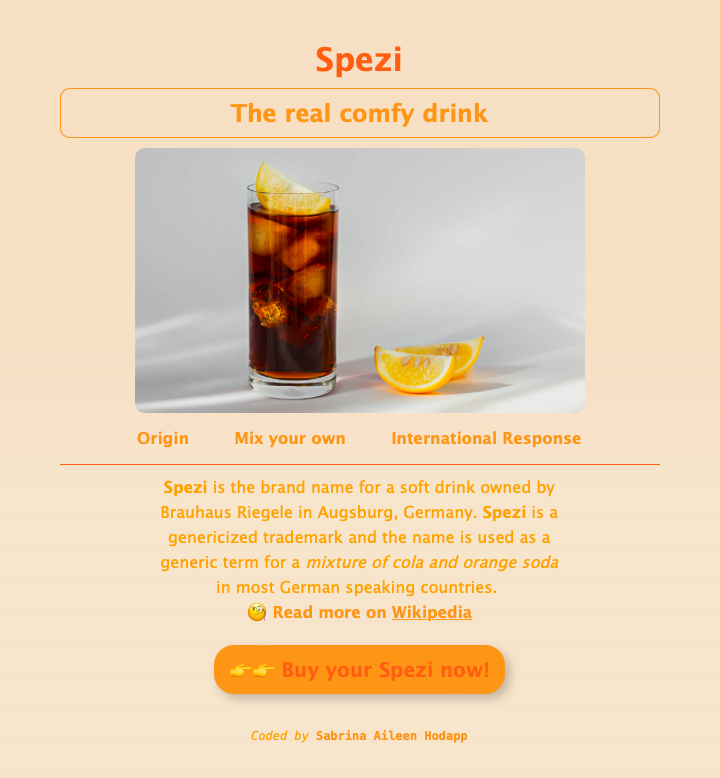 Spezi
The real comfy drink
Origin Mix your own International Response
Spezi is the brand name for a soft drink owned by
Brauhaus Riegele in Augsburg, Germany. Spezi is a
genericized trademark and the name is used as a
generic term for a mixture of cola and orange soda
in most German speaking countries.
🧐 Read more on Wikipedia
👉👉 Buy your Spezi now!
Coded by Sabrina Aileen Hodapp